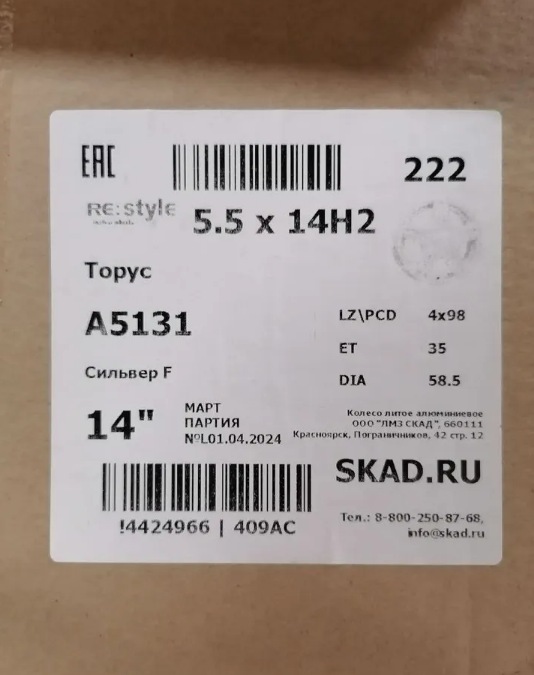 EAC
222
RE:style
5.5 x 14H2
Торус
A5131
LZ\PCD 4x98
ET 35
Сильвер F
DIA 58.5
14"
МАРТ
ПАРТИЯ
№L01.04.2024
Колесо литое алюминиевое
ООО "ЛМЗ СКАД", 660111
Красноярск, Пограничников, 42 стр. 12
SKAD.RU
!4424966 | 409AC
Тел.: 8-800-250-87-68,
info@skad.ru